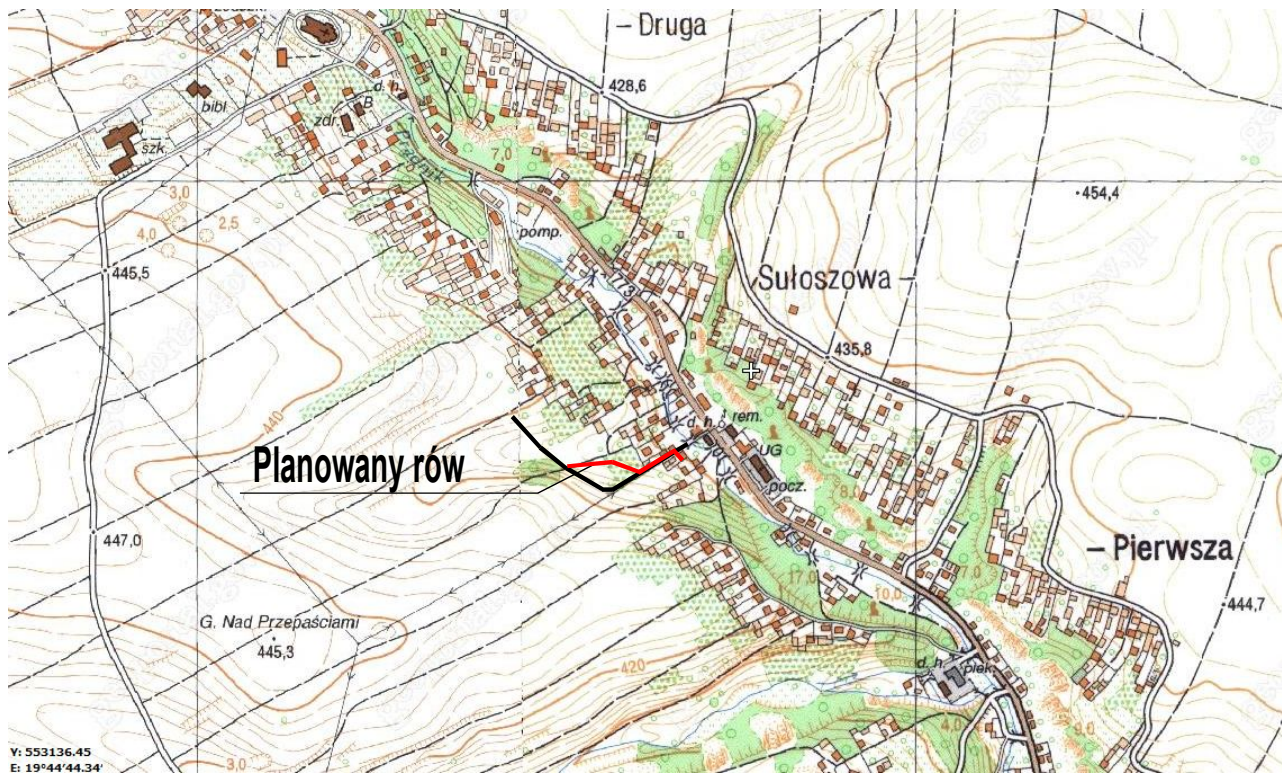 – Druga
428,6
d. h.
B
bibl.
zdr.
szk.
7,0
454,4
3,0
2,5
4,0
pomp.
445,5
773
Sułoszowa –
435,8
440
d. h.
rem.
Planowany rów
UG
pocz.
8,0
447,0
– Pierwsza
17,0
10,0
7,0
444,7
G. Nad Przepaściami
445,3
420
d. h.
piek.
4,0
3,0
Y: 553136.45
E: 19°44'44.34'